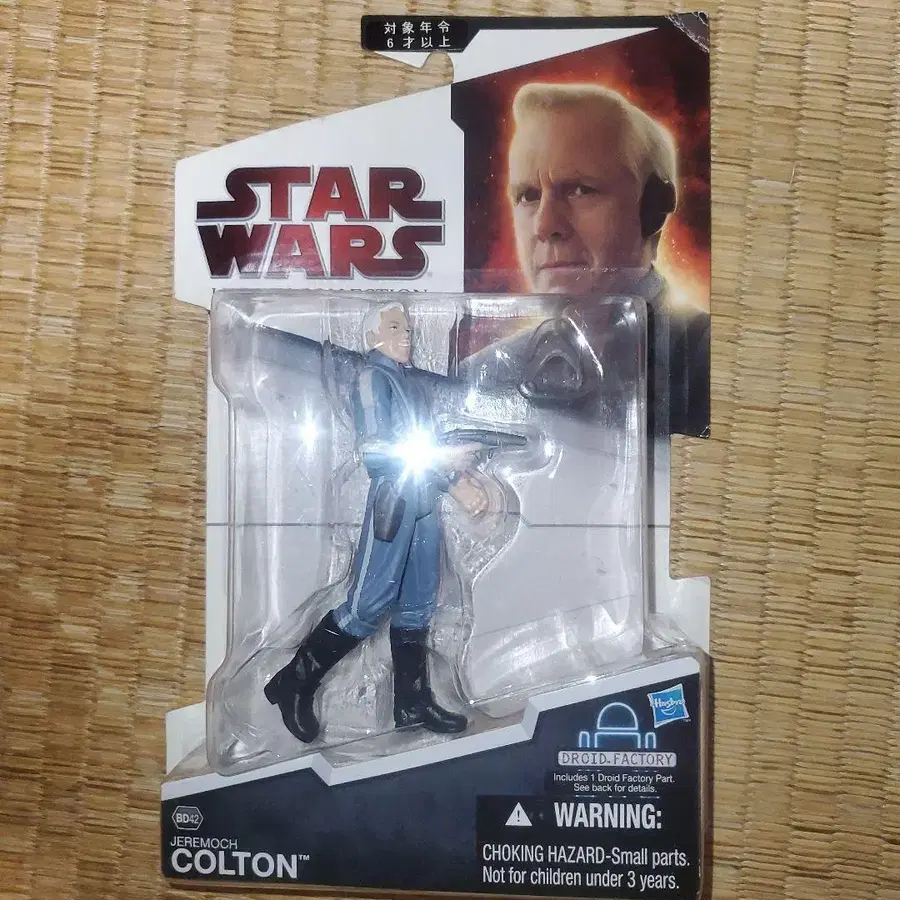 対象年令
6才以上
STAR
WARS
Hasbro
DROID FACTORY
Includes 1 Droid Factory Part.
See back for details.
WARNING:
CHOKING HAZARD-Small parts.
Not for children under 3 years.
BD42
JEREMOCH
COLTON™